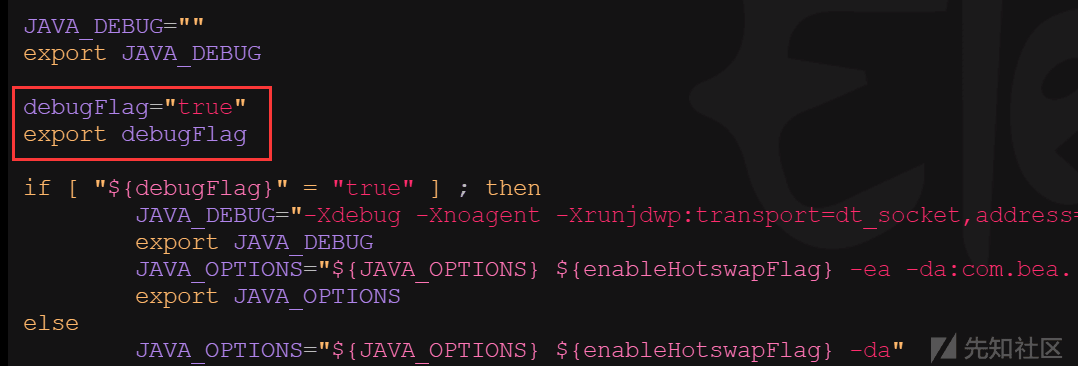 JAVA_DEBUG=""
export JAVA_DEBUG
debugFlag="true"
export debugFlag
if [ "${debugFlag}" = "true" ] ; then
JAVA_DEBUG="-Xdebug -Xnoagent -Xrunjdwp:transport=dt_socket,address=
export JAVA_DEBUG
JAVA_OPTIONS="${JAVA_OPTIONS} ${enableHotswapFlag} -ea -da:com.bea.
export JAVA_OPTIONS
else
JAVA_OPTIONS="${JAVA_OPTIONS} ${enableHotswapFlag} -da"
先知社区